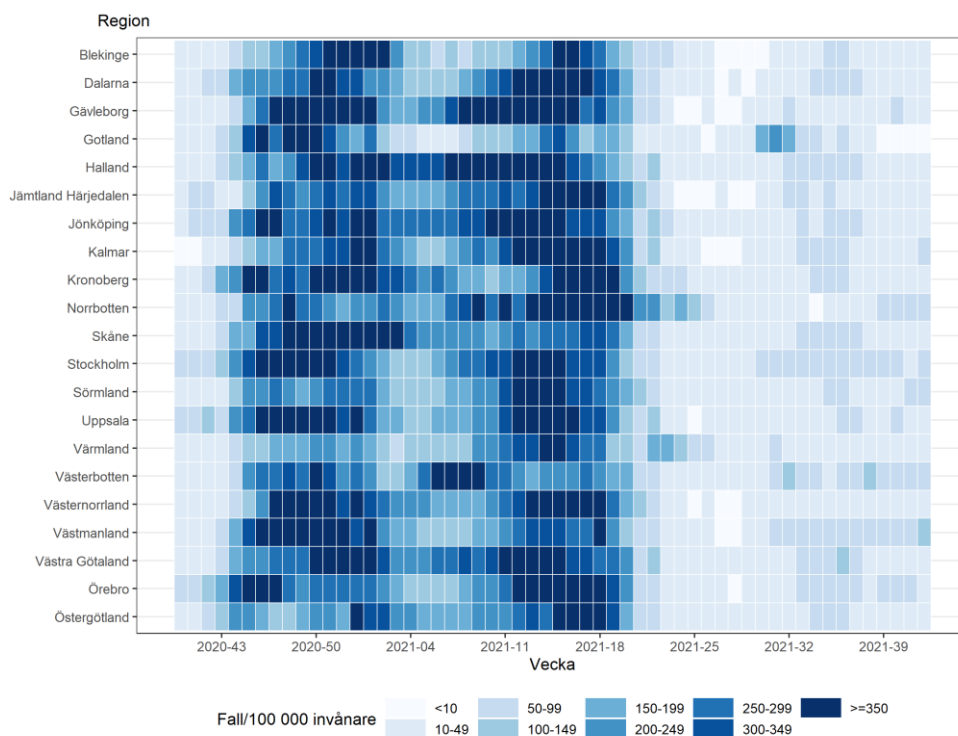 Region
Blekinge
Dalarna
Gävleborg
Gotland
Halland
Jämtland Härjedalen
Jönköping
Kalmar
Kronoberg
Norrbotten
Skåne
Stockholm
Sörmland
Uppsala
Värmland
Västerbotten
Västernorrland
Västmanland
Västra Götaland
Örebro
Östergötland
2020-43 2020-50 2021-04 2021-11 2021-18 2021-25 2021-32 2021-39
Vecka
Fall/100 000 invånare
<10 50-99 150-199 250-299 >=350
10-49 100-149 200-249 300-349